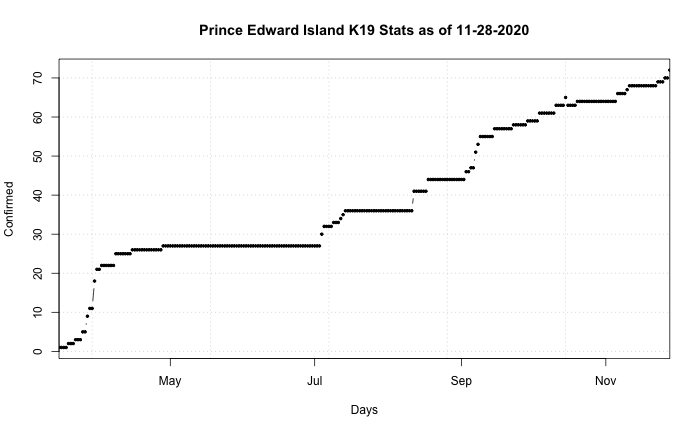 Prince Edward Island K19 Stats as of 11-28-2020
Confirmed
70
60
50
40
30
20
10
0
May Jul Sep Nov
Days